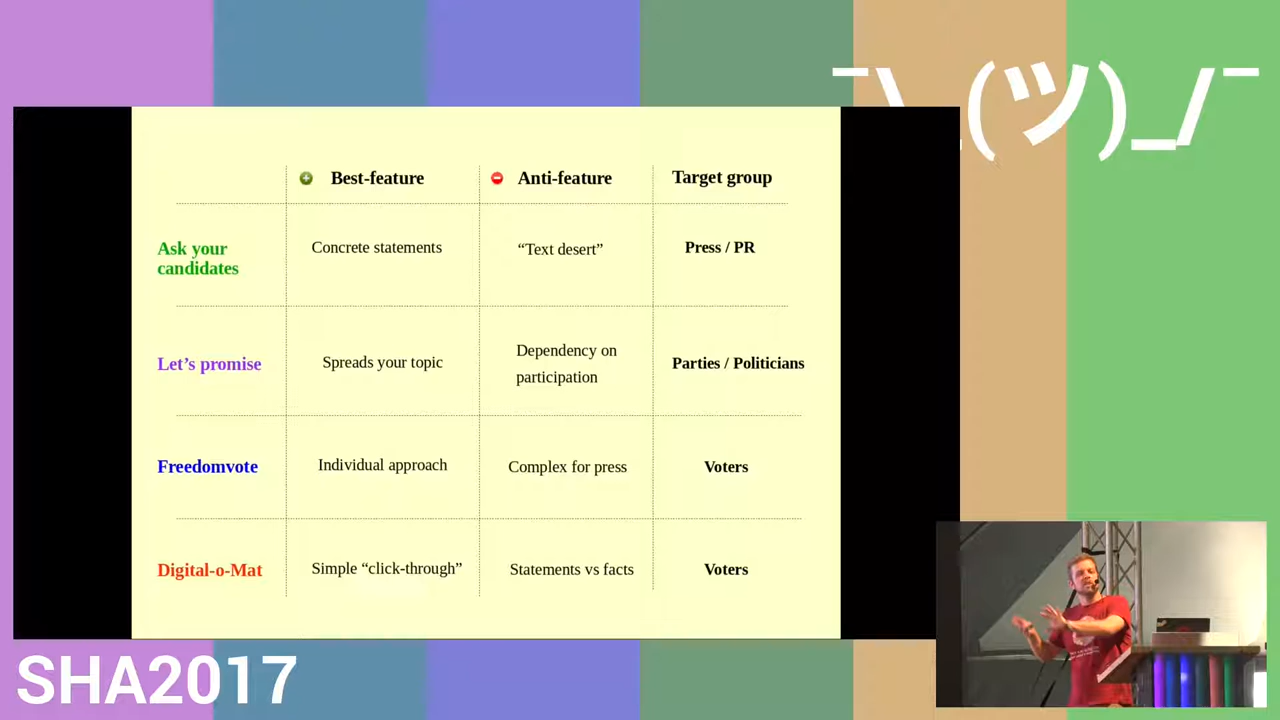 ¯\_(ツ)_/¯
Best-feature
Anti-feature
Target group
Ask your
candidates
Concrete statements
“Text desert”
Press / PR
Let’s promise
Spreads your topic
Dependency on
participation
Parties / Politicians
Freedomvote
Individual approach
Complex for press
Voters
Digital-o-Mat
Simple “click-through”
Statements vs facts
Voters
SHA2017